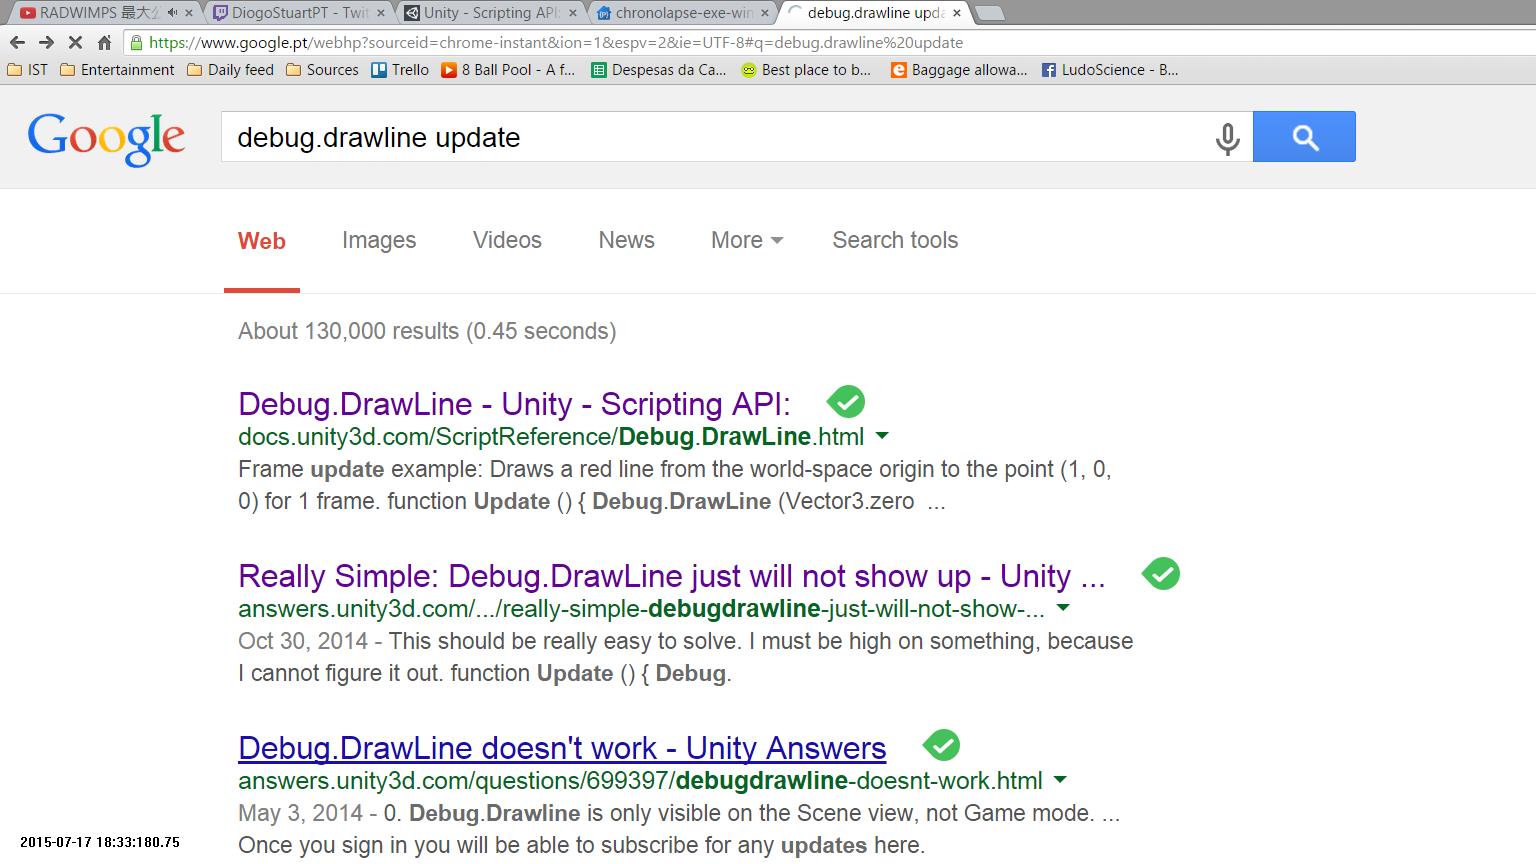 RADWIMPS 最大公
DiogoStuartPT - Twit
Unity - Scripting API:
chronolapse-exe-win
debug.drawline upda
https://www.google.pt/webhp?sourceid=chrome-instant&ion=1&espv=2&ie=UTF-8#q=debug.drawline%20update
IST Entertainment Daily feed Sources Trello 8 Ball Pool - A f... Despesas da Ca... Best place to b... Baggage allowa... LudoScience - B...
Google
debug.drawline update
Web Images Videos News More Search tools
About 130,000 results (0.45 seconds)
Debug.DrawLine - Unity - Scripting API:
docs.unity3d.com/ScriptReference/Debug.DrawLine.html
Frame update example: Draws a red line from the world-space origin to the point (1, 0,
0) for 1 frame. function Update () { Debug.DrawLine (Vector3.zero ...
Really Simple: Debug.DrawLine just will not show up - Unity ...
answers.unity3d.com/.../really-simple-debugdrawline-just-will-not-show-...
Oct 30, 2014 - This should be really easy to solve. I must be high on something, because
I cannot figure it out. function Update () { Debug.
Debug.DrawLine doesn't work - Unity Answers
answers.unity3d.com/questions/699397/debugdrawline-doesnt-work.html
May 3, 2014 - 0. Debug.Drawline is only visible on the Scene view, not Game mode. ...
Once you sign in you will be able to subscribe for any updates here.
2015-07-17 18:33:180.75